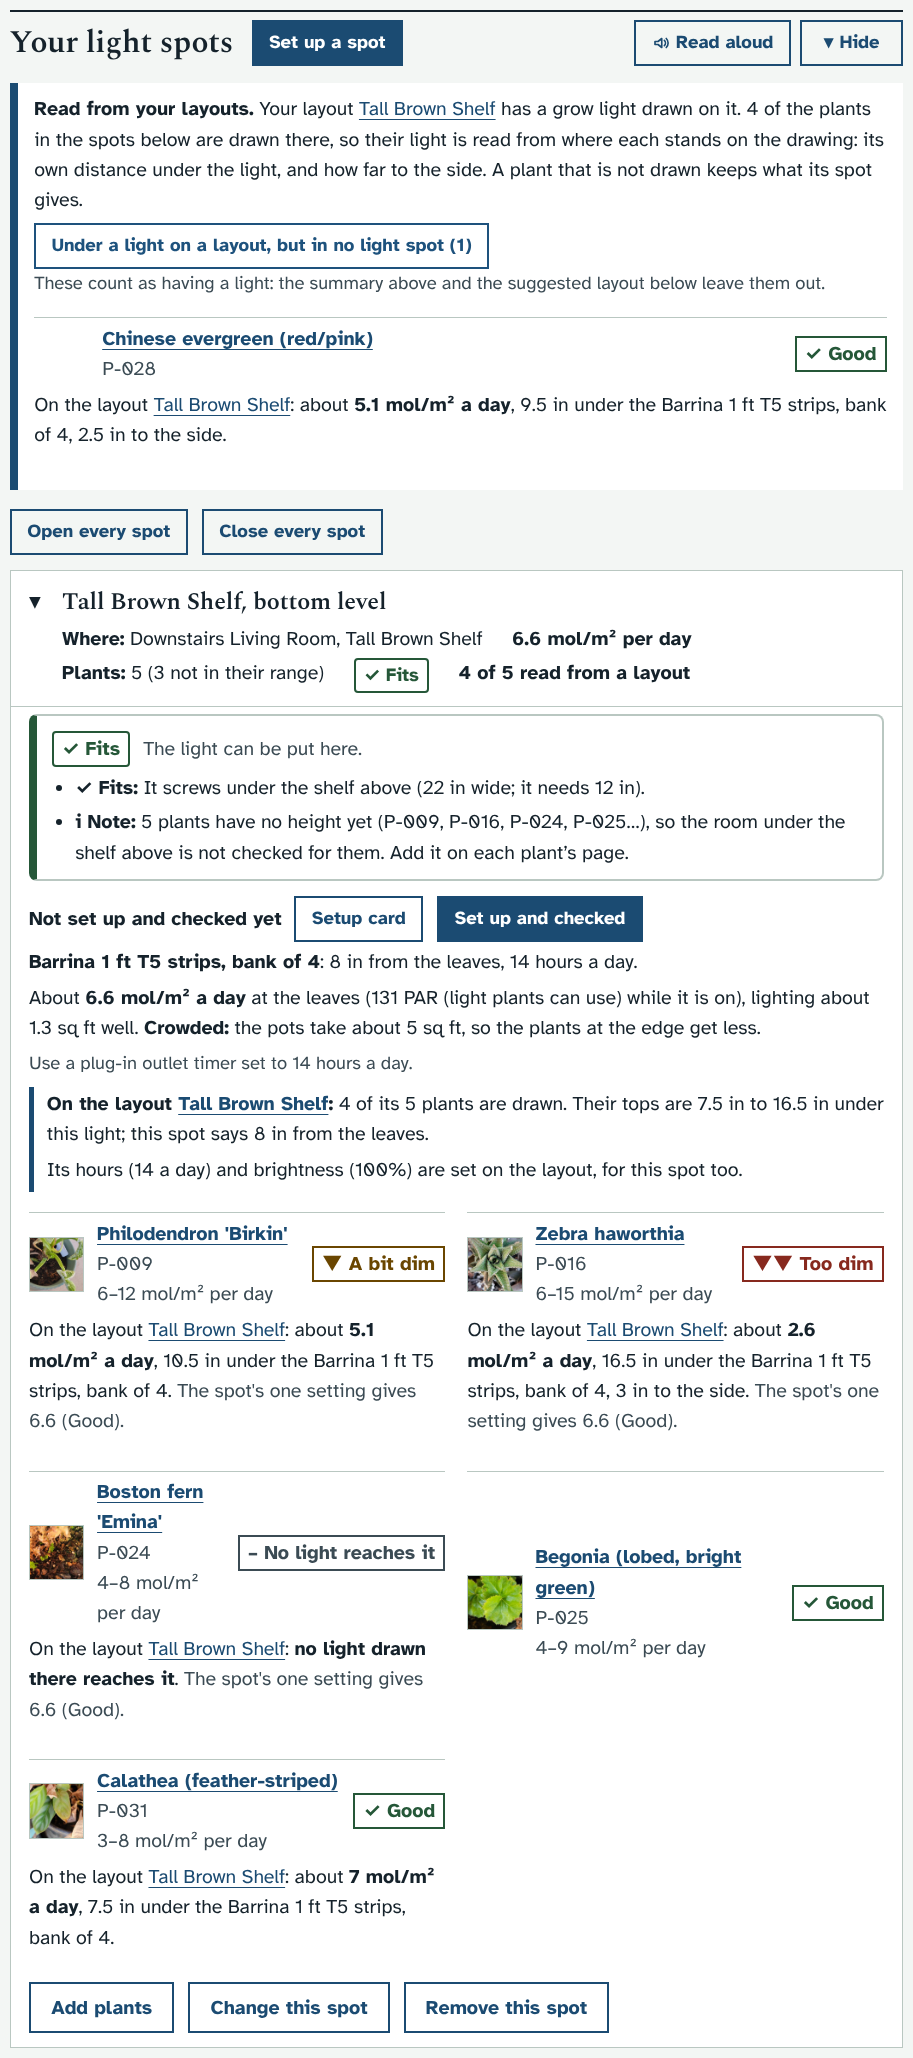 Your light spots
Set up a spot
Read aloud
▼ Hide
Read from your layouts. Your layout Tall Brown Shelf has a grow light drawn on it. 4 of the plants
in the spots below are drawn there, so their light is read from where each stands on the drawing: its
own distance under the light, and how far to the side. A plant that is not drawn keeps what its spot
gives.
Under a light on a layout, but in no light spot (1)
These count as having a light: the summary above and the suggested layout below leave them out.
Chinese evergreen (red/pink)
P-028
✓ Good
On the layout Tall Brown Shelf: about 5.1 mol/m² a day, 9.5 in under the Barrina 1 ft T5 strips, bank
of 4, 2.5 in to the side.
Open every spot
Close every spot
▼ Tall Brown Shelf, bottom level
Where: Downstairs Living Room, Tall Brown Shelf 6.6 mol/m² per day
Plants: 5 (3 not in their range) ✓ Fits 4 of 5 read from a layout
✓ Fits The light can be put here.
• ✓ Fits: It screws under the shelf above (22 in wide; it needs 12 in).
• i Note: 5 plants have no height yet (P-009, P-016, P-024, P-025…), so the room under the
shelf above is not checked for them. Add it on each plant’s page.
Not set up and checked yet
Setup card
Set up and checked
Barrina 1 ft T5 strips, bank of 4: 8 in from the leaves, 14 hours a day.
About 6.6 mol/m² a day at the leaves (131 PAR (light plants can use) while it is on), lighting about
1.3 sq ft well. Crowded: the pots take about 5 sq ft, so the plants at the edge get less.
Use a plug-in outlet timer set to 14 hours a day.
On the layout Tall Brown Shelf: 4 of its 5 plants are drawn. Their tops are 7.5 in to 16.5 in under
this light; this spot says 8 in from the leaves.
Its hours (14 a day) and brightness (100%) are set on the layout, for this spot too.
Philodendron 'Birkin'
P-009
6–12 mol/m² per day
▼ A bit dim
On the layout Tall Brown Shelf: about 5.1
mol/m² a day, 10.5 in under the Barrina 1 ft T5
strips, bank of 4. The spot's one setting gives
6.6 (Good).
Zebra haworthia
P-016
6–15 mol/m² per day
▼▼ Too dim
On the layout Tall Brown Shelf: about 2.6
mol/m² a day, 16.5 in under the Barrina 1 ft T5
strips, bank of 4, 3 in to the side. The spot's one
setting gives 6.6 (Good).
Boston fern
'Emina'
P-024
4–8 mol/m²
per day
– No light reaches it
On the layout Tall Brown Shelf: no light drawn
there reaches it. The spot's one setting gives
6.6 (Good).
Begonia (lobed, bright
green)
P-025
4–9 mol/m² per day
✓ Good
Calathea (feather-striped)
P-031
3–8 mol/m² per day
✓ Good
On the layout Tall Brown Shelf: about 7 mol/m²
a day, 7.5 in under the Barrina 1 ft T5 strips,
bank of 4.
Add plants
Change this spot
Remove this spot